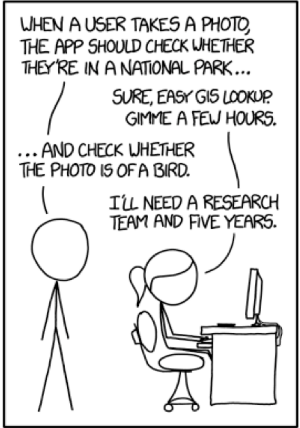 WHEN A USER TAKES A PHOTO,
THE APP SHOULD CHECK WHETHER
THEY'RE IN A NATIONAL PARK...
SURE, EASY GIS LOOKUP.
GIMME A FEW HOURS.
...AND CHECK WHETHER
THE PHOTO IS OF A BIRD.
I'LL NEED A RESEARCH
TEAM AND FIVE YEARS.